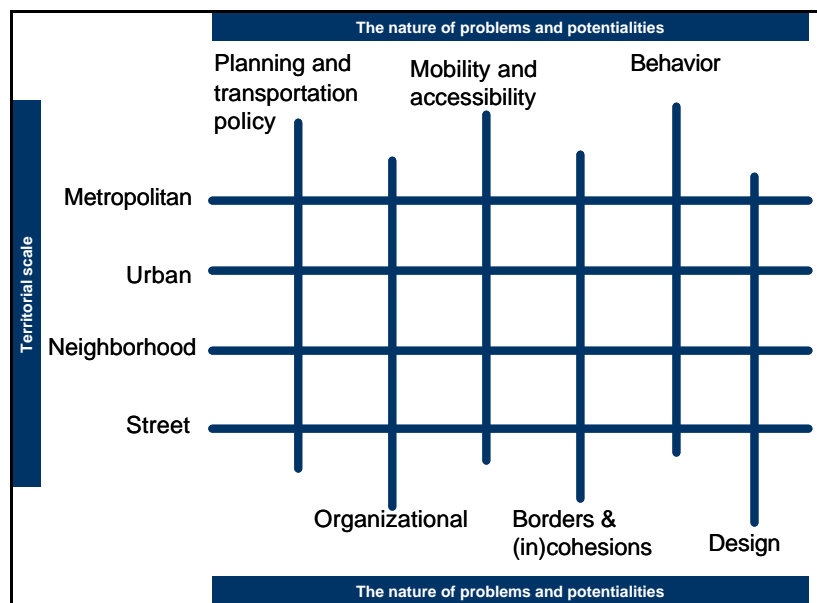 The nature of problems and potentialities
Planning and
transportation
policy
Mobility and
accessibility
Behavior
Territorial scale
Metropolitan
Urban
Neighborhood
Street
Organizational
Borders &
(in)cohesions
Design
The nature of problems and potentialities